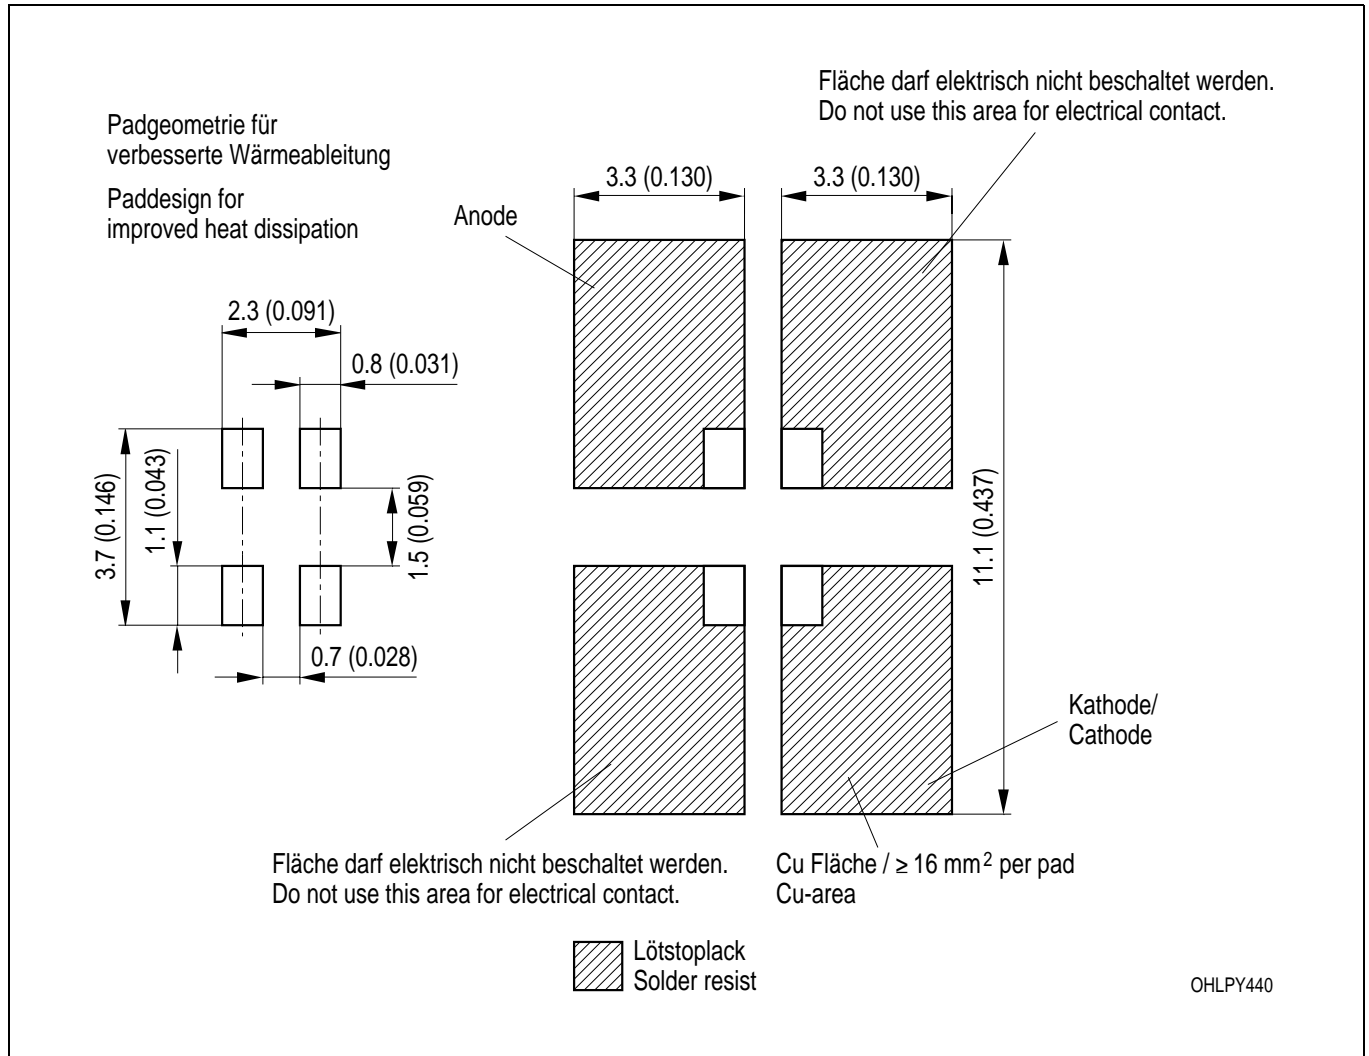 Fläche darf elektrisch nicht beschaltet werden.
Do not use this area for electrical contact.
Padgeometrie für
verbesserte Wärmeableitung
Paddesign for
improved heat dissipation
3.3 (0.130)
3.3 (0.130)
Anode
2.3 (0.091)
0.8 (0.031)
3.7 (0.146)
1.1 (0.043)
1.5 (0.059)
11.1 (0.437)
0.7 (0.028)
Kathode/
Cathode
Fläche darf elektrisch nicht beschaltet werden.
Do not use this area for electrical contact.
Cu Fläche / ≥ 16 mm² per pad
Cu-area
Lötstoplack
Solder resist
OHLPY440